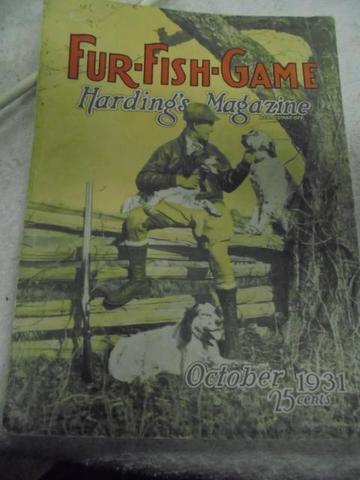 FUR-FISH-GAME
Harding's Magazine
October 1931
25 cents